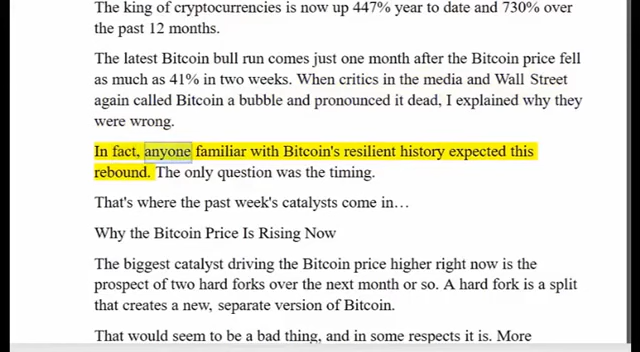 The king of cryptocurrencies is now up 447% year to date and 730% over
the past 12 months.
The latest Bitcoin bull run comes just one month after the Bitcoin price fell
as much as 41% in two weeks. When critics in the media and Wall Street
again called Bitcoin a bubble and pronounced it dead, I explained why they
were wrong.
In fact, anyone familiar with Bitcoin's resilient history expected this
rebound. The only question was the timing.
That's where the past week's catalysts come in…
Why the Bitcoin Price Is Rising Now
The biggest catalyst driving the Bitcoin price higher right now is the
prospect of two hard forks over the next month or so. A hard fork is a split
that creates a new, separate version of Bitcoin.
That would seem to be a bad thing, and in some respects it is. More